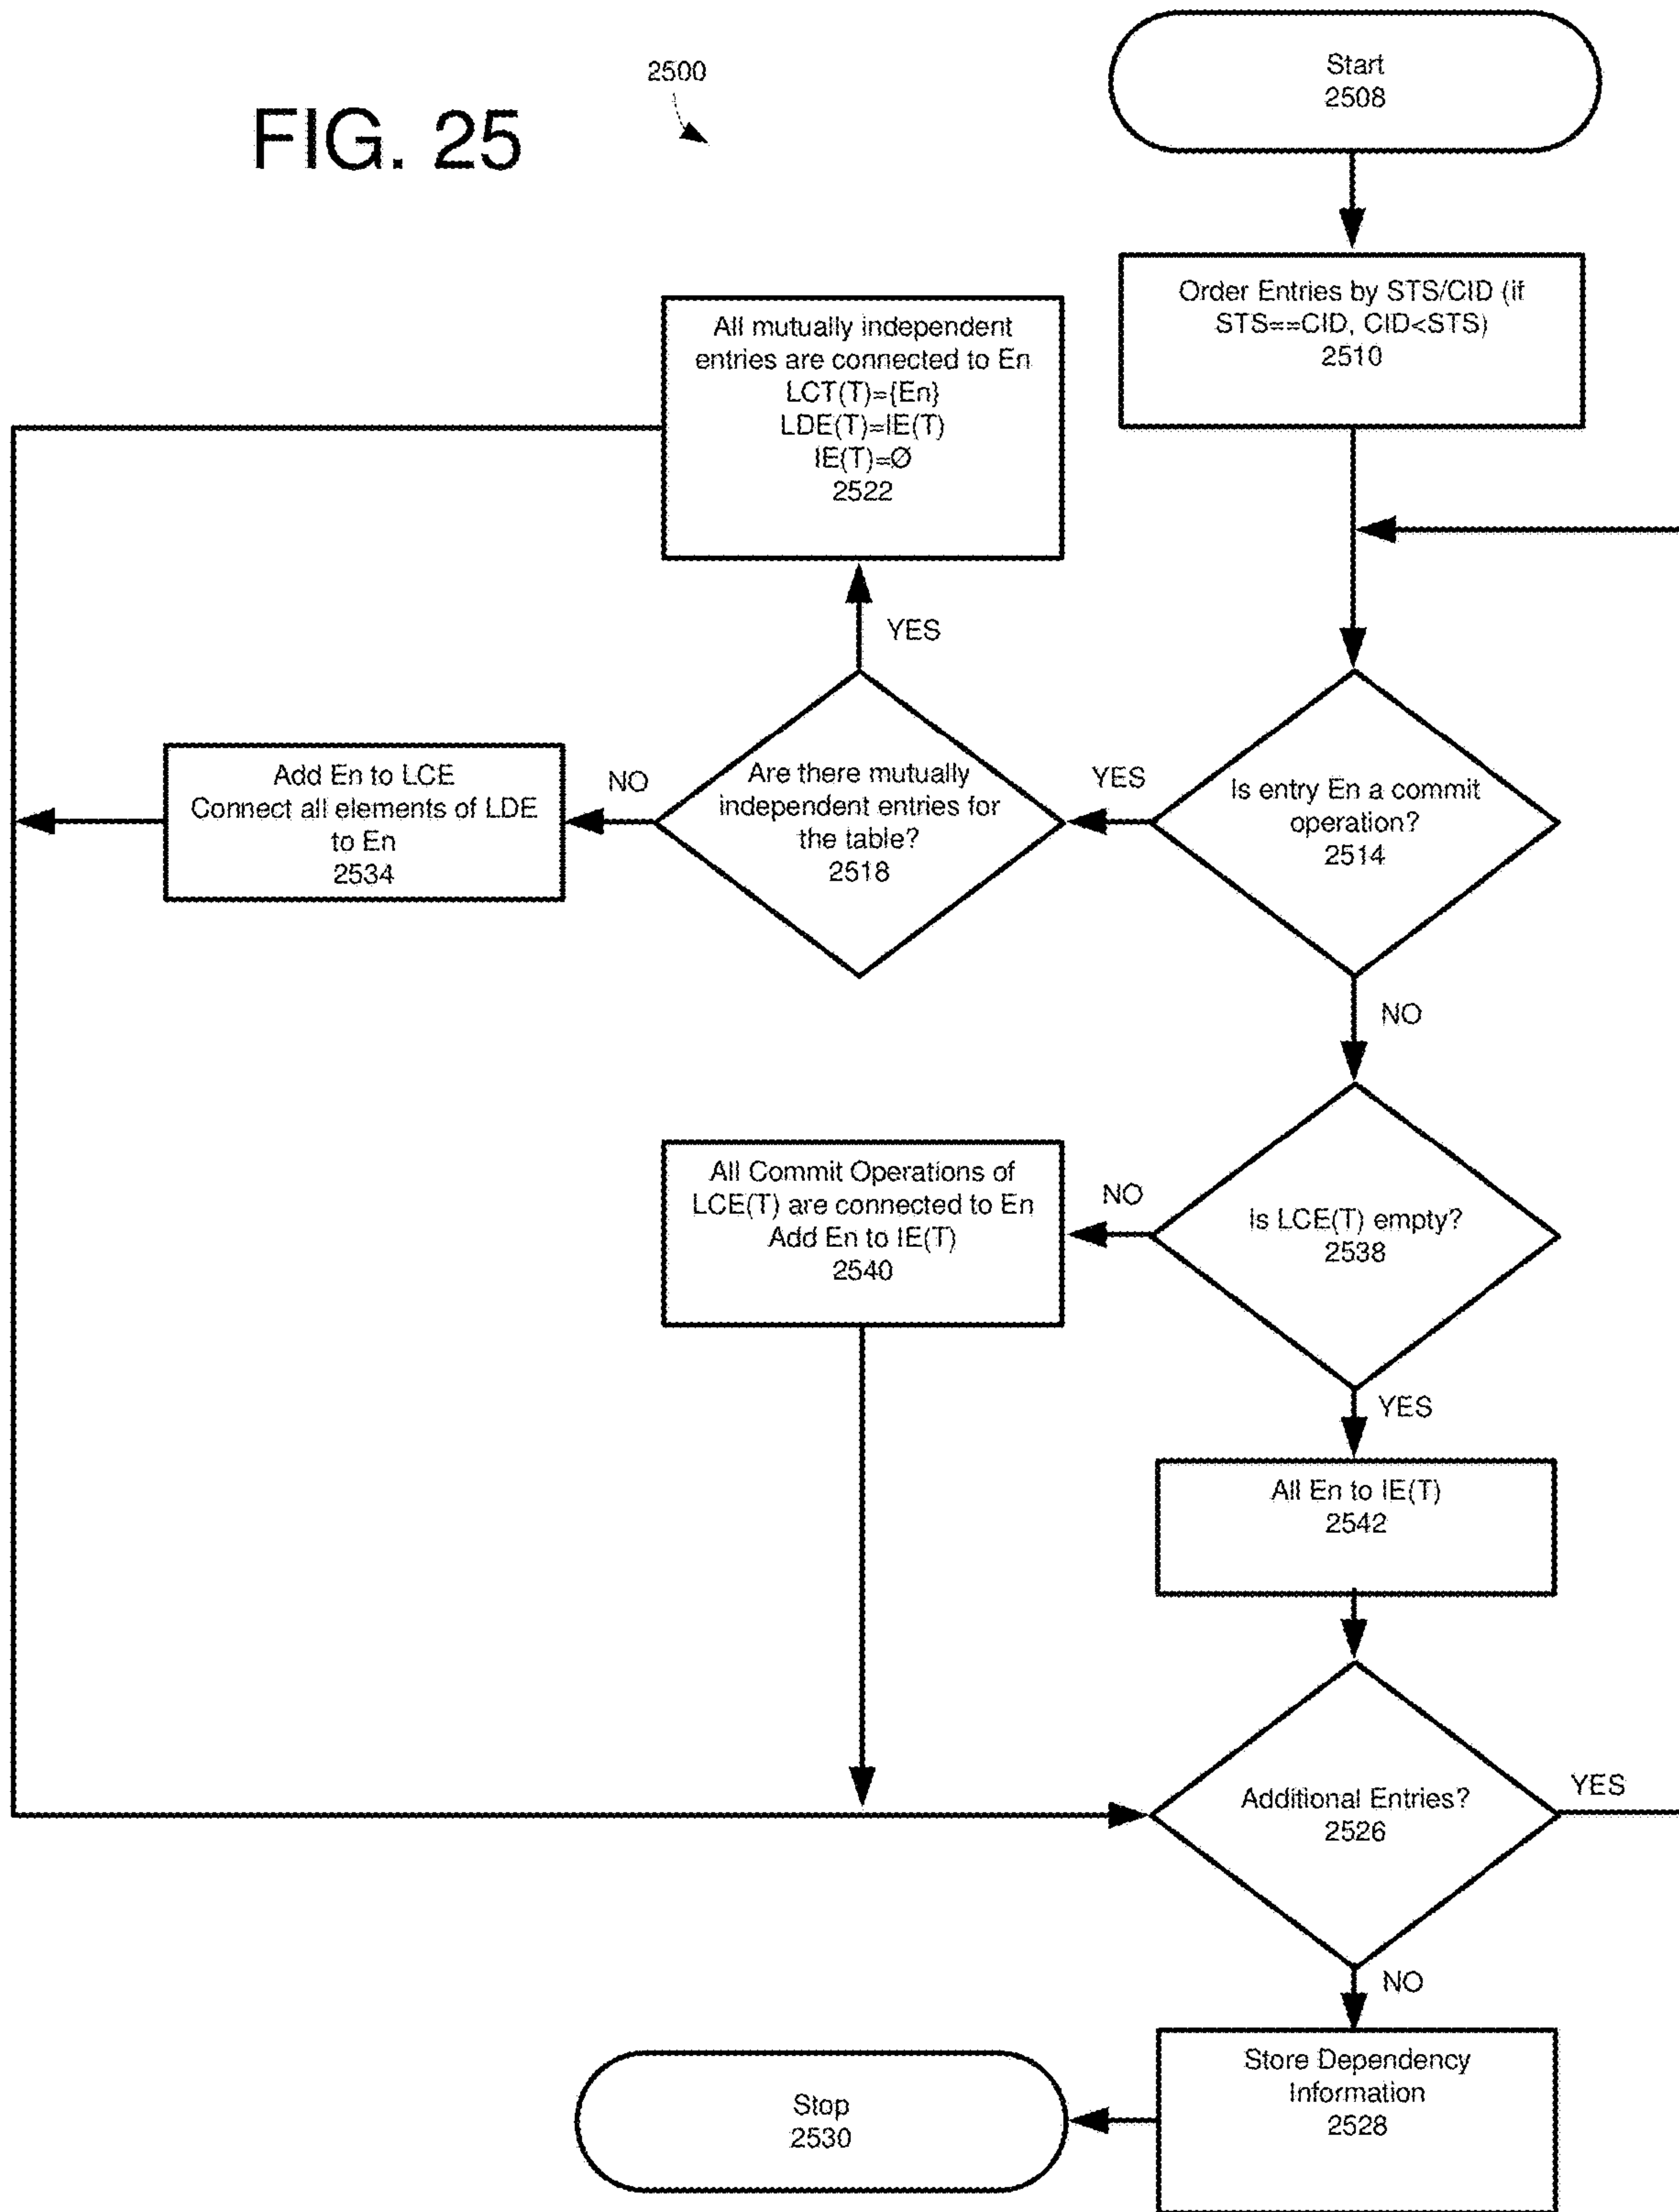 FIG. 25
2500
Start
2508
Order Entries by STS/CID (if
STS==CID, CID<STS)
2510
All mutually independent
entries are connected to En
LCT(T)={En}
LDE(T)=IE(T)
IE(T)=Ø
2522
YES
Add En to LCE
Connect all elements of LDE
to En
2534
NO
Are there mutually
independent entries for
the table?
2518
YES
Is entry En a commit
operation?
2514
NO
All Commit Operations of
LCE(T) are connected to En
Add En to IE(T)
2540
NO
Is LCE(T) empty?
2538
YES
All En to IE(T)
2542
Additional Entries?
2526
YES
NO
Store Dependency
Information
2528
Stop
2530